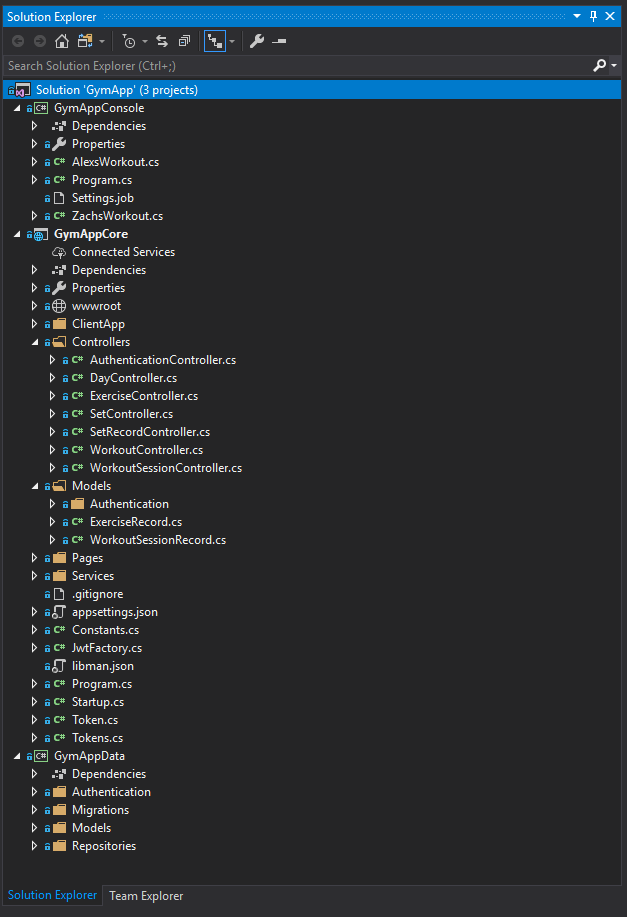 Solution Explorer
Search Solution Explorer (Ctrl+;)
Solution 'GymApp' (3 projects)
C# GymAppConsole
Dependencies
Properties
C# AlexsWorkout.cs
C# Program.cs
Settings.job
C# ZachsWorkout.cs
GymAppCore
Connected Services
Dependencies
Properties
wwwroot
ClientApp
Controllers
C# AuthenticationController.cs
C# DayController.cs
C# ExerciseController.cs
C# SetController.cs
C# SetRecordController.cs
C# WorkoutController.cs
C# WorkoutSessionController.cs
Models
Authentication
C# ExerciseRecord.cs
C# WorkoutSessionRecord.cs
Pages
Services
.gitignore
appsettings.json
C# Constants.cs
C# JwtFactory.cs
libman.json
C# Program.cs
C# Startup.cs
C# Token.cs
C# Tokens.cs
C# GymAppData
Dependencies
Authentication
Migrations
Models
Repositories
Solution Explorer Team Explorer